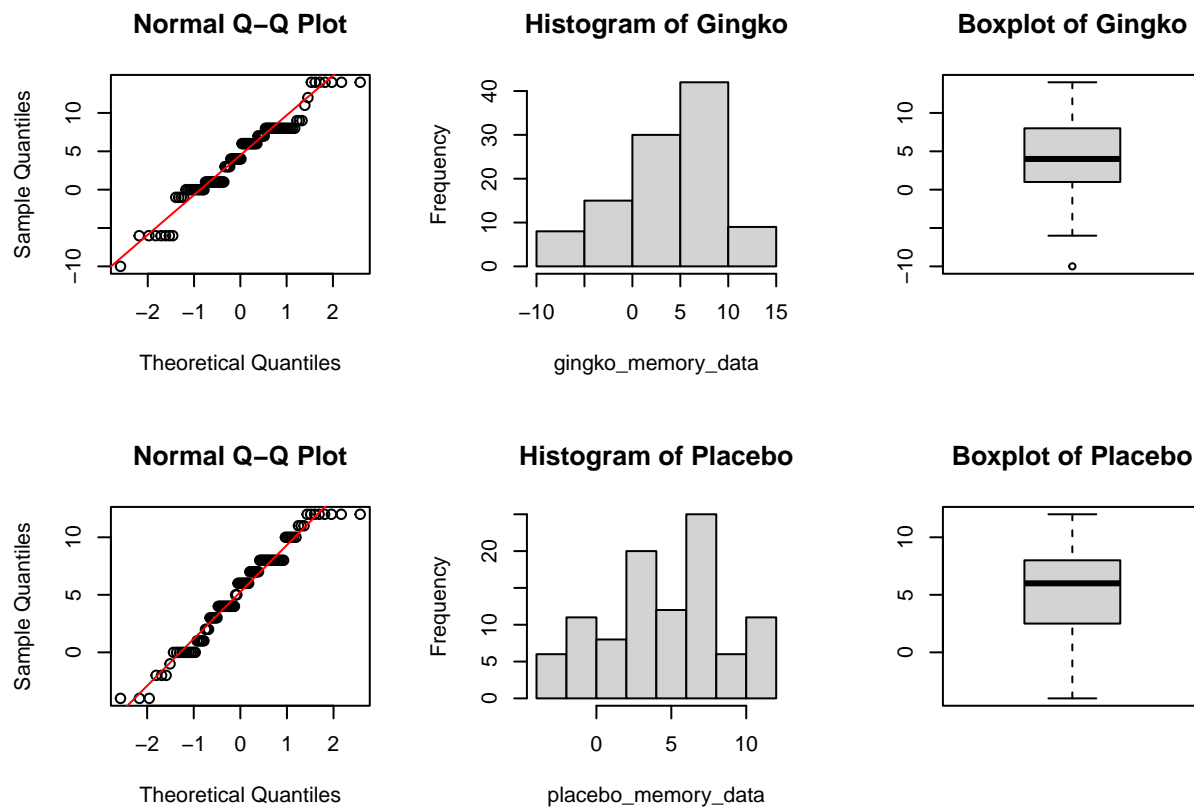 Normal Q−Q Plot
Sample Quantiles
10
5
0
−10
−2 −1 0 1 2
Theoretical Quantiles
Histogram of Gingko
Frequency
40
30
20
10
0
−10 0 5 10 15
gingko_memory_data
Boxplot of Gingko
10
5
0
−10
Normal Q−Q Plot
Sample Quantiles
10
5
0
−2 −1 0 1 2
Theoretical Quantiles
Histogram of Placebo
Frequency
20
10
5
0
0 5 10
placebo_memory_data
Boxplot of Placebo
10
5
0